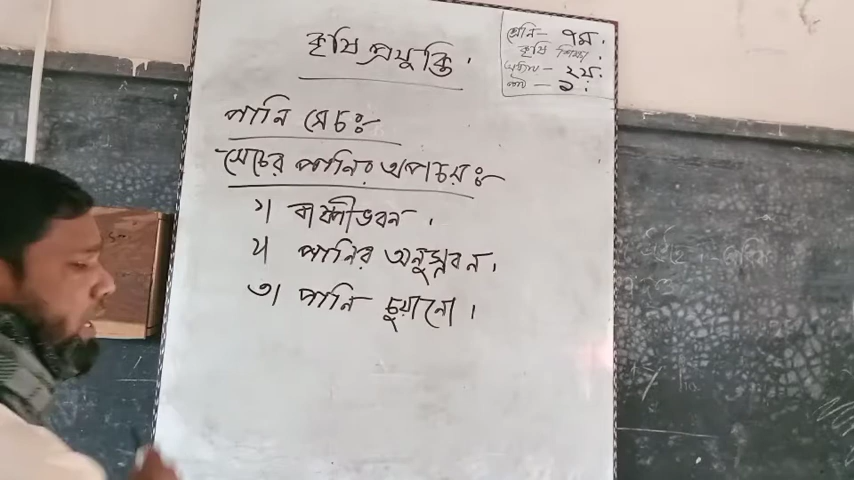 কৃষি প্রযুক্তি
শ্রেনি - ৭ম
কৃষি শিক্ষা
অধ্যায় - ২য়
পাঠ - ১
পানি সেচঃ
সেচের পানির অপচয়ঃ
১। বাষ্পীভবন।
২। পানির অনুস্রবন।
৩। পানি চুয়ানো।